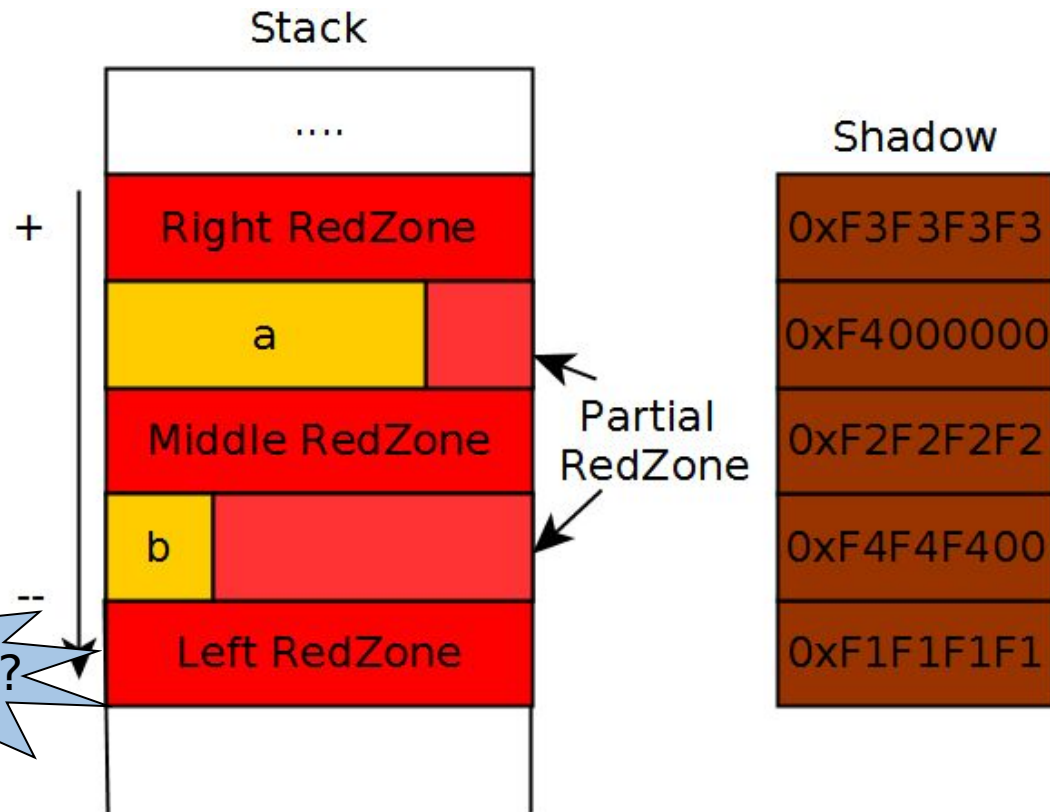 Stack
....
Shadow
+
Right RedZone
0xF3F3F3F3
a
0xF4000000
Partial
RedZone
Middle RedZone
0xF2F2F2F2
b
0xF4F4F400
--
?
Left RedZone
0xF1F1F1F1